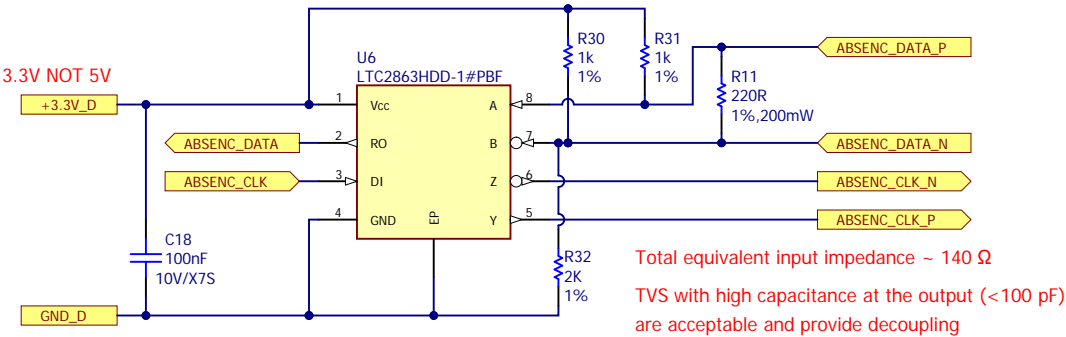 3.3V NOT 5V
+3.3V_D
ABSENC_DATA
ABSENC_CLK
C18
100nF
10V/X7S
GND_D
U6
LTC2863HDD-1#PBF
1
Vcc
2
RO
3
DI
4
GND
EP
A
8
B
7
Z
6
Y
5
R30
1k
1%
R31
1k
1%
R11
220R
1%,200mW
R32
2K
1%
ABSENC_DATA_P
ABSENC_DATA_N
ABSENC_CLK_N
ABSENC_CLK_P
Total equivalent input impedance ~ 140 Ω
TVS with high capacitance at the output (<100 pF)
are acceptable and provide decoupling